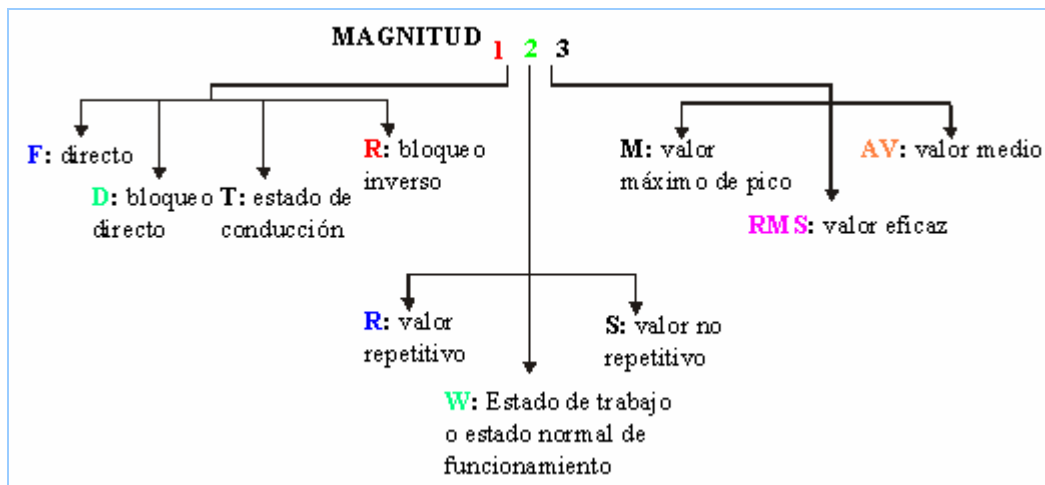 MAGNITUD 1 2 3
F: directo
D: bloqueo
directo
T: estado de
conducción
R: bloqueo
inverso
M: valor
máximo de pico
AV: valor medio
RMS: valor eficaz
R: valor
repetitivo
S: valor no
repetitivo
W: Estado de trabajo
o estado normal de
funcionamiento